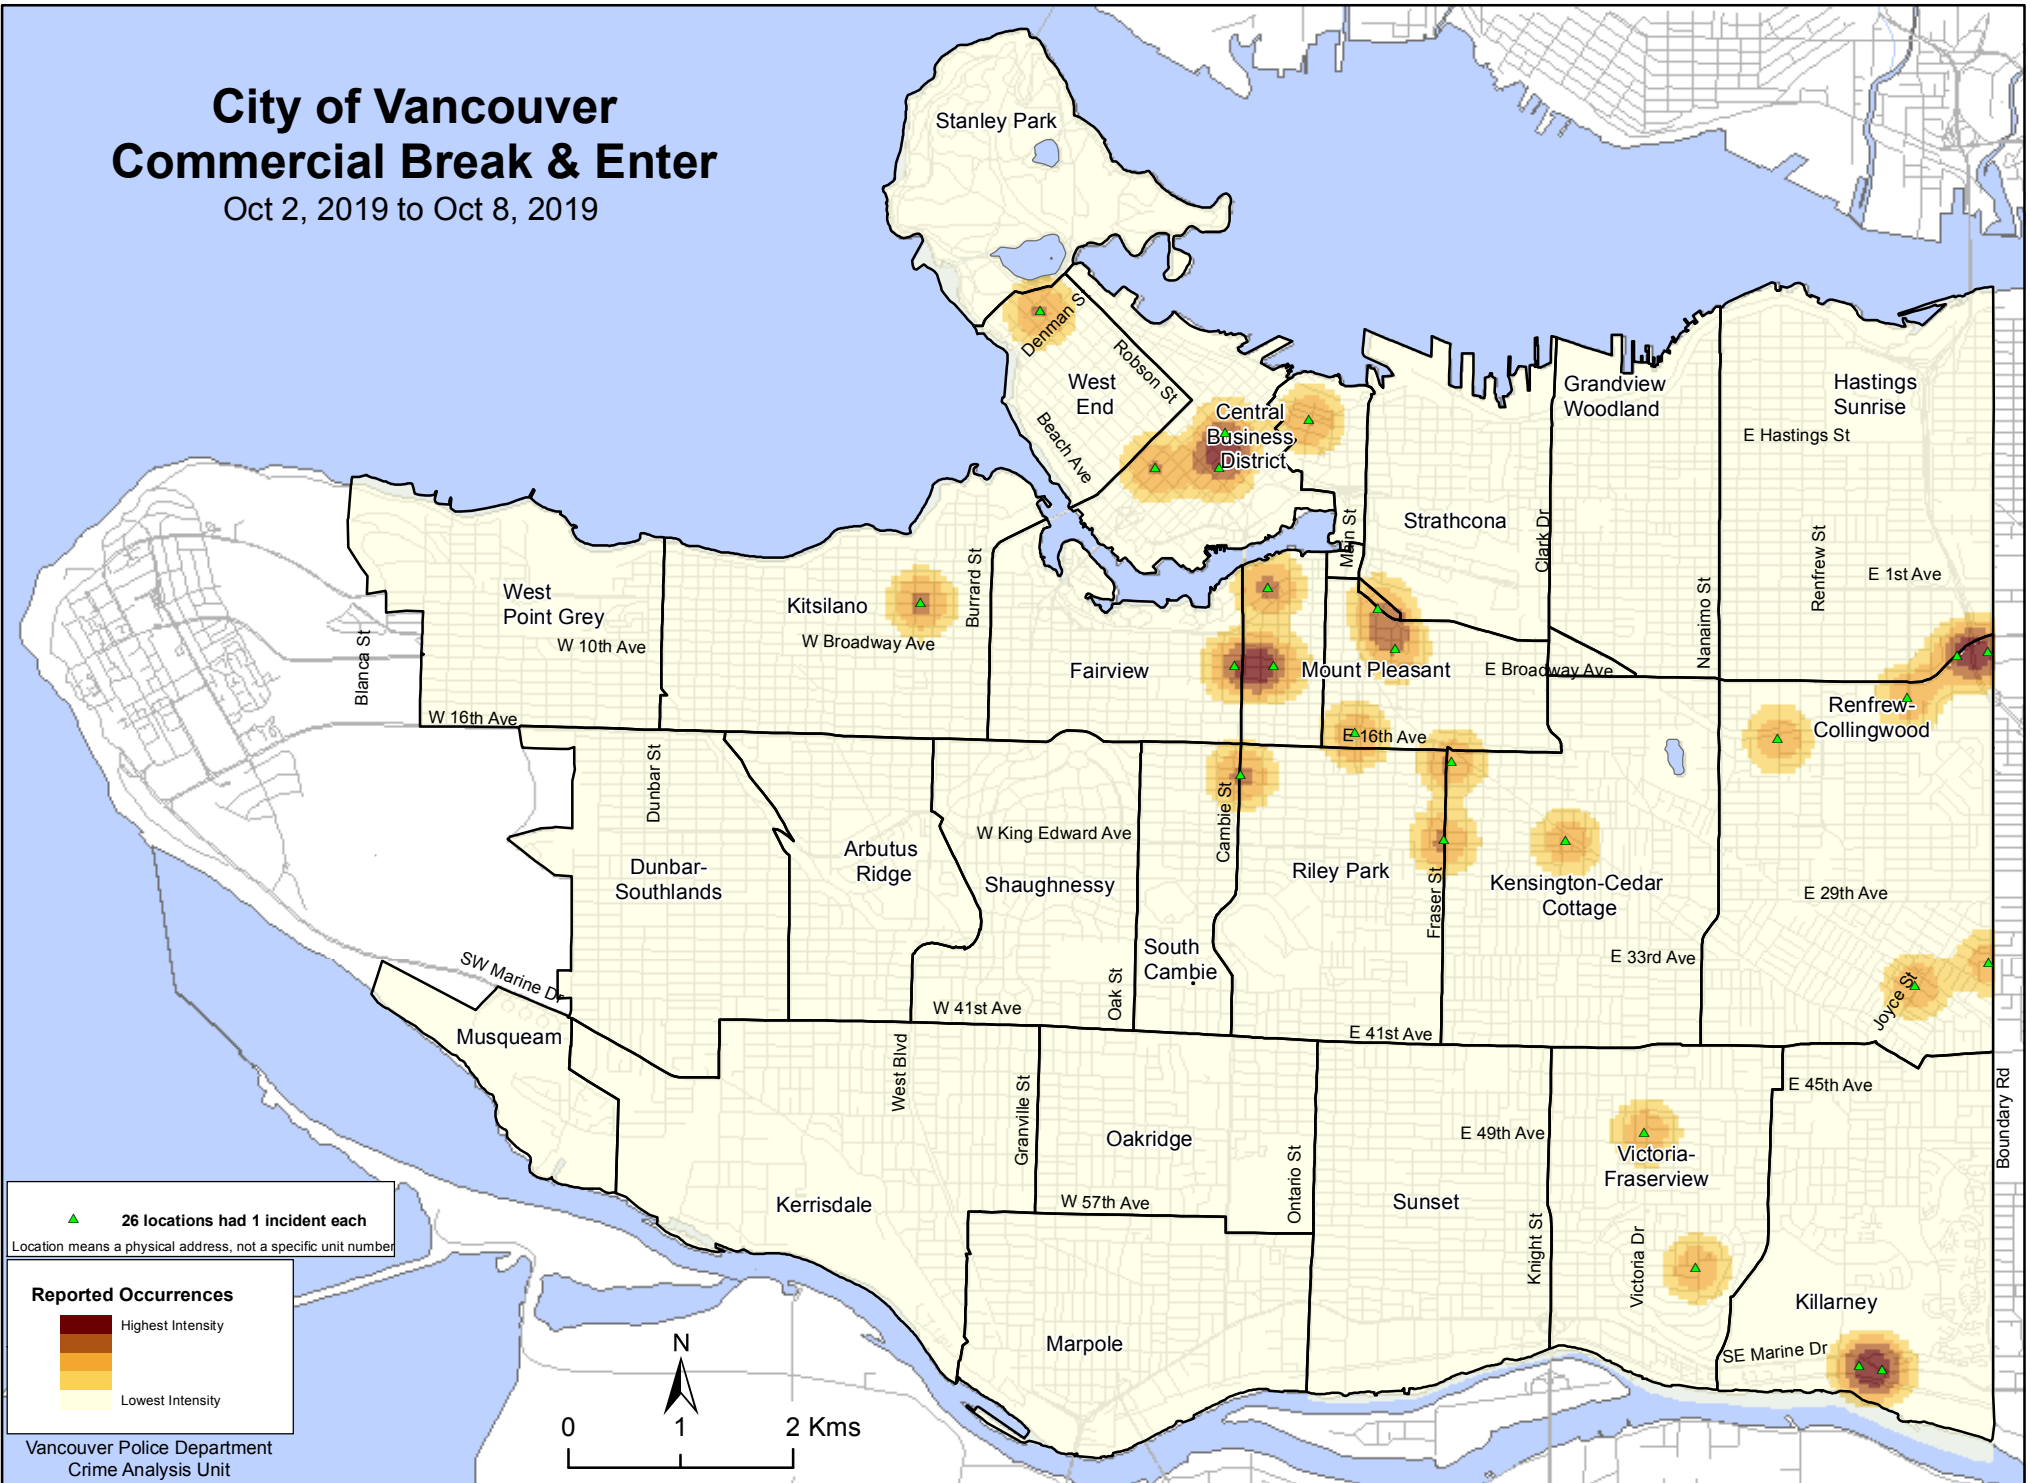 City of Vancouver
Commercial Break & Enter
Oct 2, 2019 to Oct 8, 2019
Stanley Park
Denman St
Robson St
West
End
Beach Ave
Central
Business
District
Grandview
Woodland
Hastings
Sunrise
E Hastings St
Main St
Strathcona
Clark Dr
Nanaimo St
Renfrew St
E 1st Ave
West
Point Grey
W 10th Ave
Blanca St
W 16th Ave
Kitsilano
W Broadway Ave
Burrard St
Fairview
Mount Pleasant
E Broadway Ave
E 16th Ave
Renfrew-
Collingwood
Dunbar St
Dunbar-
Southlands
Arbutus
Ridge
W King Edward Ave
Shaughnessy
Cambie St
Riley Park
Fraser St
Kensington-Cedar
Cottage
E 29th Ave
E 33rd Ave
South
Cambie
Oak St
Joyce St
SW Marine Dr
W 41st Ave
E 41st Ave
Musqueam
West Blvd
Granville St
Oakridge
Ontario St
E 49th Ave
E 45th Ave
Boundary Rd
Victoria-
Fraserview
Kerrisdale
W 57th Ave
Sunset
Knight St
Victoria Dr
Killarney
SE Marine Dr
Marpole
26 locations had 1 incident each
Location means a physical address, not a specific unit number
Reported Occurrences
Highest Intensity
Lowest Intensity
Vancouver Police Department
Crime Analysis Unit
N
0 1 2 Kms